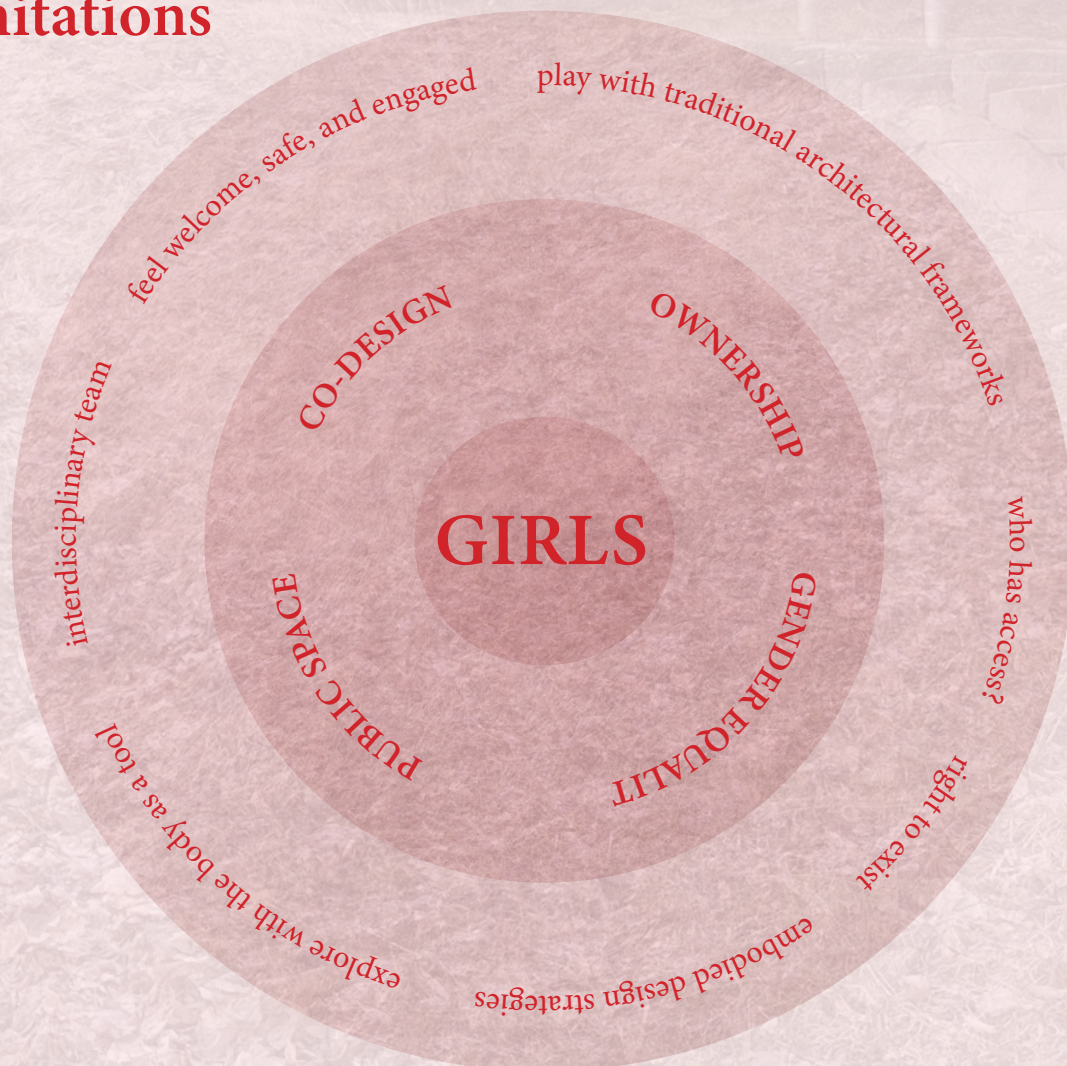 nitations
feel welcome, safe, and engaged
play with traditional architectural frameworks
who has access?
right to exist
embodied design strategies
explore with the body as a tool
interdisciplinary team
CO-DESIGN
OWNERSHIP
GENDER EQUALIT
PUBLIC SPACE
GIRLS